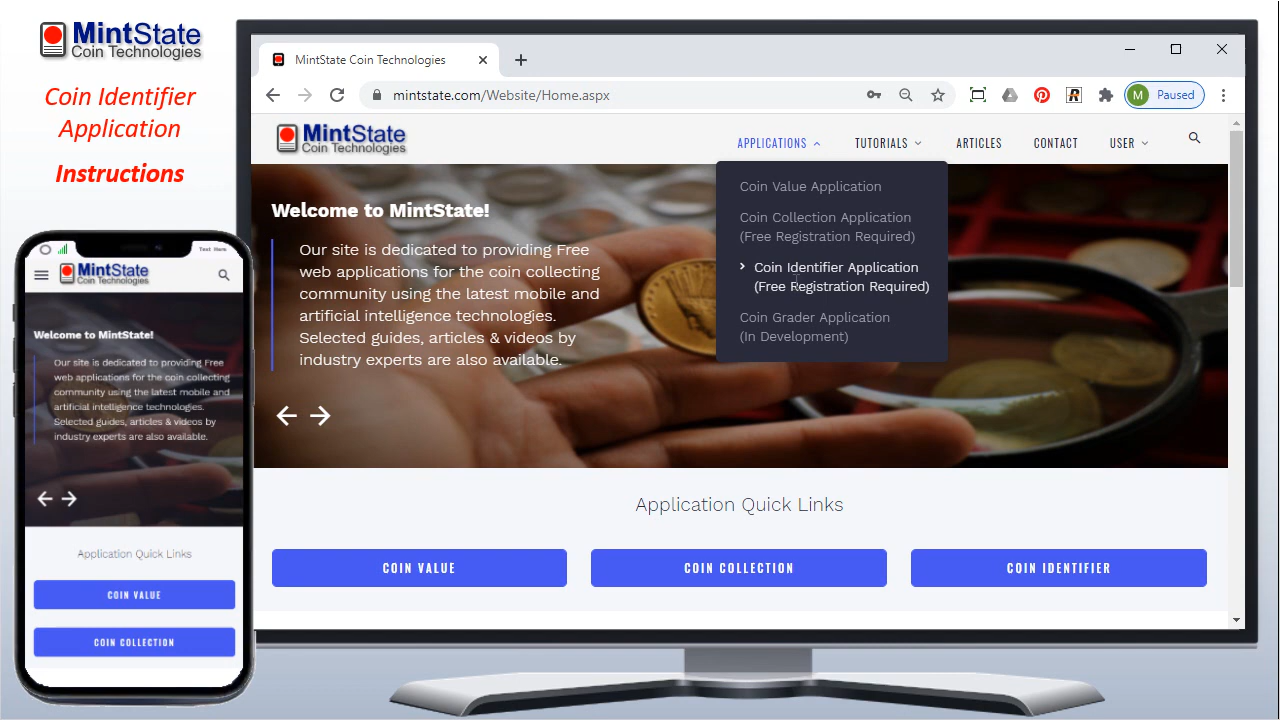 MintState
Coin Technologies
Coin Identifier
Application
Instructions
MintState Coin Technologies
mintstate.com/Website/Home.aspx
M Paused
MintState
Coin Technologies
APPLICATIONS TUTORIALS ARTICLES CONTACT USER
Coin Value Application
Coin Collection Application
(Free Registration Required)
Coin Identifier Application
(Free Registration Required)
Coin Grader Application
(In Development)
Welcome to MintState!
Our site is dedicated to providing Free
web applications for the coin collecting
community using the latest mobile and
artificial intelligence technologies.
Selected guides, articles & videos by
industry experts are also available.
Application Quick Links
COIN VALUE COIN COLLECTION COIN IDENTIFIER
Text Here
MintState
Coin Technologies
Welcome to MintState!
Our site is dedicated to providing Free
web applications for the coin collecting
community using the latest mobile and
artificial intelligence technologies.
Selected guides, articles & videos by
industry experts are also available.
Application Quick Links
COIN VALUE
COIN COLLECTION